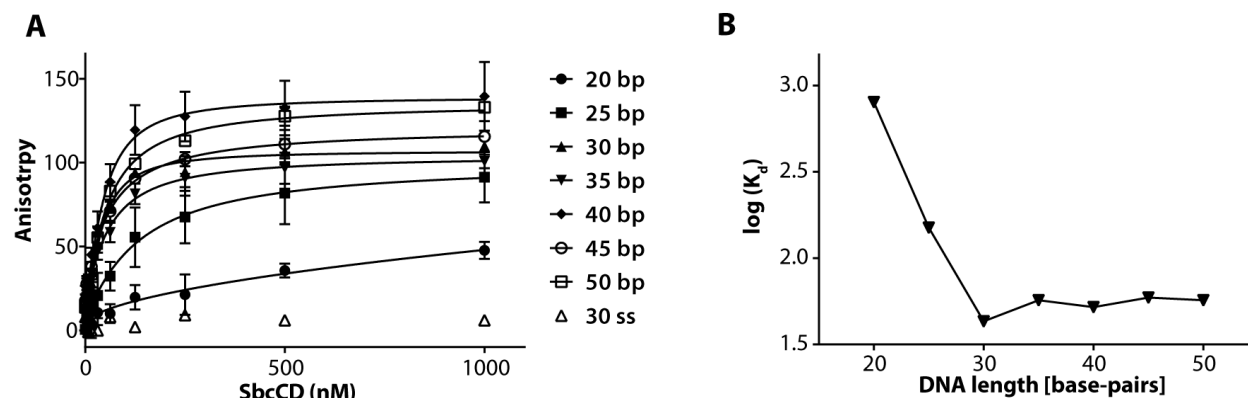 A
Anisotrpy
150
100
50
0
0
500
1000
SbcCD (nM)
20 bp
25 bp
30 bp
35 bp
40 bp
45 bp
50 bp
30 ss
B
log (Kd)
3.0
2.5
2.0
1.5
20
30
40
50
DNA length [base-pairs]